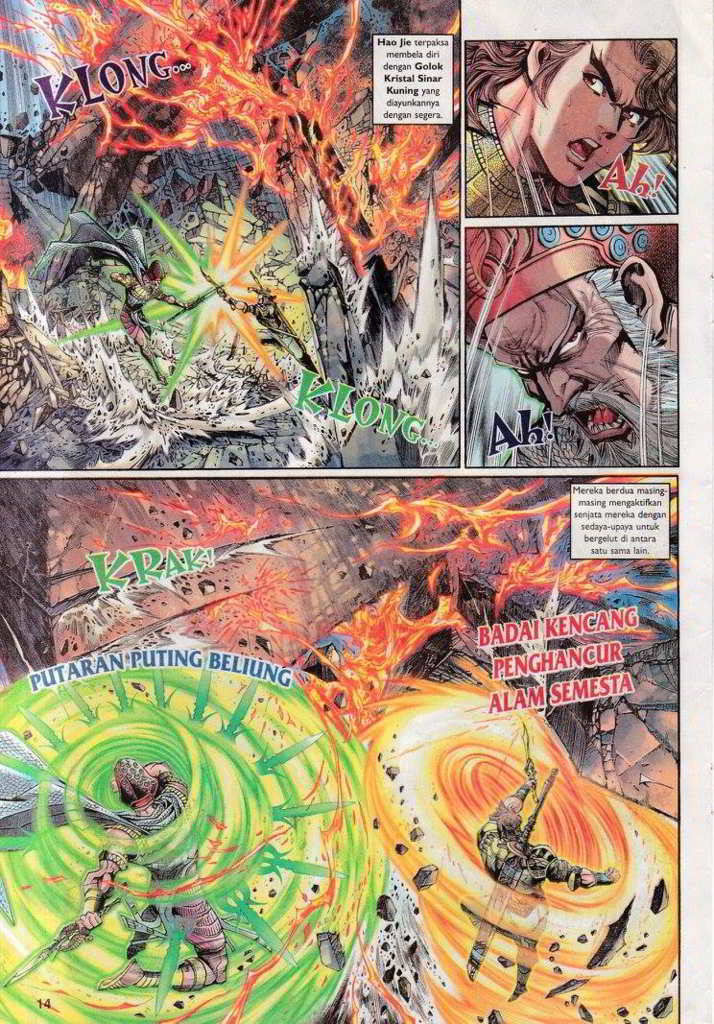 KLONG...
Hao Jie terpaksa
membela diri
dengan Golok
Kristal Sinar
Kuning yang
diayunkannya
dengan segera.
AH!
KLONG...
AH!
Mereka berdua masing-
masing mengaktifkan
senjata mereka dengan
sedaya-upaya untuk
bergelut di antara
satu sama lain.
KRAK!
PUTARAN PUTING BELIUNG
BADAI KENCANG
PENGHANCUR
ALAM SEMESTA
14